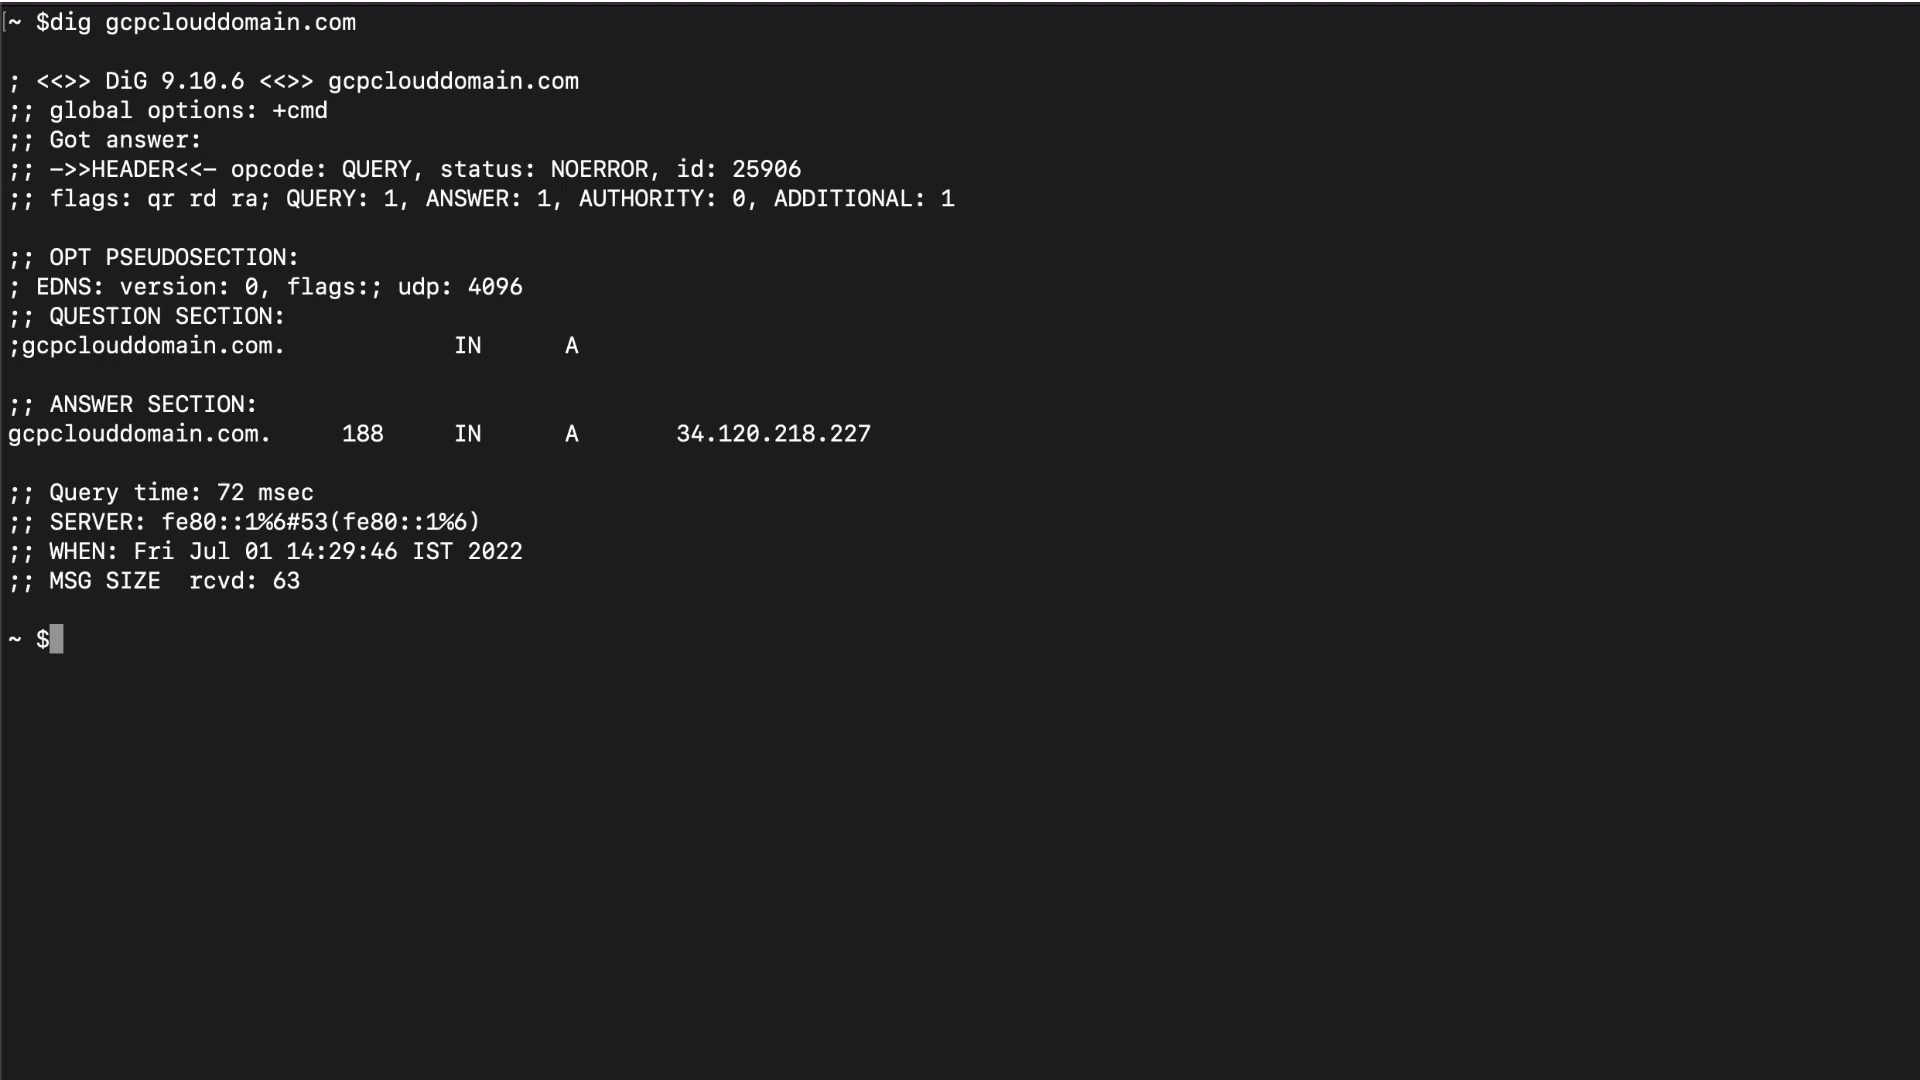 [~ $dig gcpclouddomain.com
; <<>> DiG 9.10.6 <<>> gcpclouddomain.com
;; global options: +cmd
;; Got answer:
;; ->>HEADER<<- opcode: QUERY, status: NOERROR, id: 25906
;; flags: qr rd ra; QUERY: 1, ANSWER: 1, AUTHORITY: 0, ADDITIONAL: 1
;; OPT PSEUDOSECTION:
; EDNS: version: 0, flags:; udp: 4096
;; QUESTION SECTION:
;gcpclouddomain.com. IN A
;; ANSWER SECTION:
gcpclouddomain.com. 188 IN A 34.120.218.227
;; Query time: 72 msec
;; SERVER: fe80::1%6#53(fe80::1%6)
;; WHEN: Fri Jul 01 14:29:46 IST 2022
;; MSG SIZE  rcvd: 63
~ $